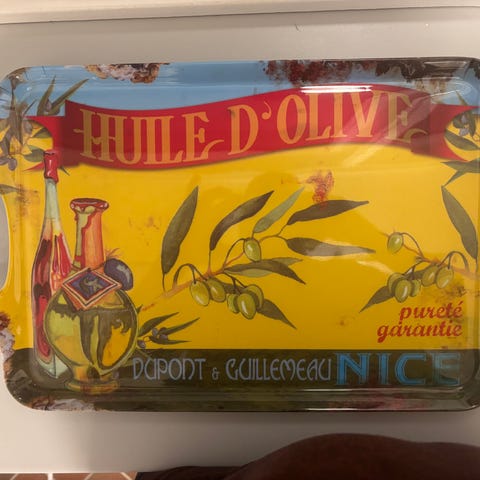 HUILE D'OLIVE
pureté
garantie
DUPONT & GUILLEMEAU NICE